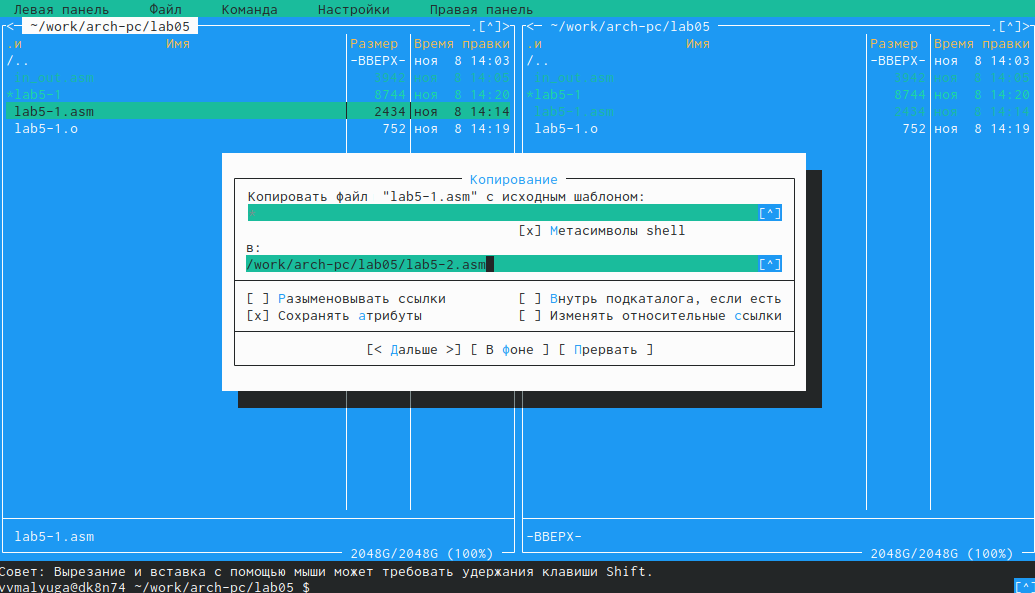 Левая панель Файл Команда Настройки Правая панель
<─ ~/work/arch-pc/lab05 ─.[^]>
<─ ~/work/arch-pc/lab05 ─.[^]>
.и Имя Размер Время правки
.и Имя Размер Время правки
/.. -ВВЕРХ- ноя 8 14:03
/.. -ВВЕРХ- ноя 8 14:03
in_out.asm 3942 ноя 8 14:05
in_out.asm 3942 ноя 8 14:05
*lab5-1 8744 ноя 8 14:20
*lab5-1 8744 ноя 8 14:20
lab5-1.asm 2434 ноя 8 14:14
lab5-1.asm 2434 ноя 8 14:14
lab5-1.o 752 ноя 8 14:19
lab5-1.o 752 ноя 8 14:19
Копирование
Копировать файл "lab5-1.asm" с исходным шаблоном:
[^]
[x] Метасимволы shell
в:
/work/arch-pc/lab05/lab5-2.asm [^]
[ ] Разыменовывать ссылки [ ] Внутрь подкаталога, если есть
[x] Сохранять атрибуты [ ] Изменять относительные ссылки
[< Дальше >] [ В фоне ] [ Прервать ]
lab5-1.asm
-ВВЕРХ-
2048G/2048G (100%)
2048G/2048G (100%)
Совет: Вырезание и вставка с помощью мыши может требовать удержания клавиши Shift.
vvmalyuga@dk8n74 ~/work/arch-pc/lab05 $ [^]